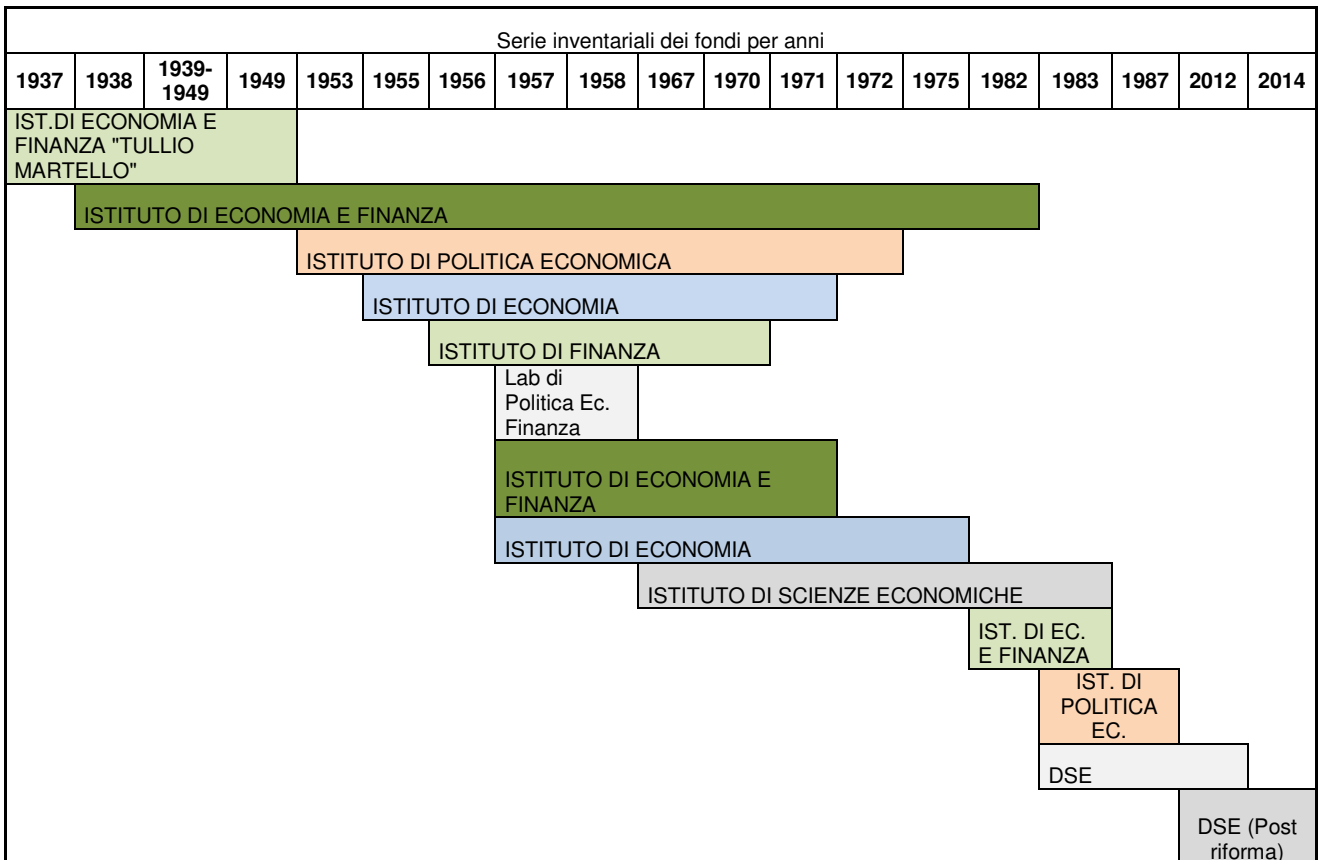 Serie inventariali dei fondi per anni
1937 1938 1939-1949 1949 1953 1955 1956 1957 1958 1967 1970 1971 1972 1975 1982 1983 1987 2012 2014
IST.DI ECONOMIA E
FINANZA "TULLIO
MARTELLO"
ISTITUTO DI ECONOMIA E FINANZA
ISTITUTO DI POLITICA ECONOMICA
ISTITUTO DI ECONOMIA
ISTITUTO DI FINANZA
Lab di
Politica Ec.
Finanza
ISTITUTO DI ECONOMIA E
FINANZA
ISTITUTO DI ECONOMIA
ISTITUTO DI SCIENZE ECONOMICHE
IST. DI EC.
E FINANZA
IST. DI
POLITICA
EC.
DSE
DSE (Post
riforma)